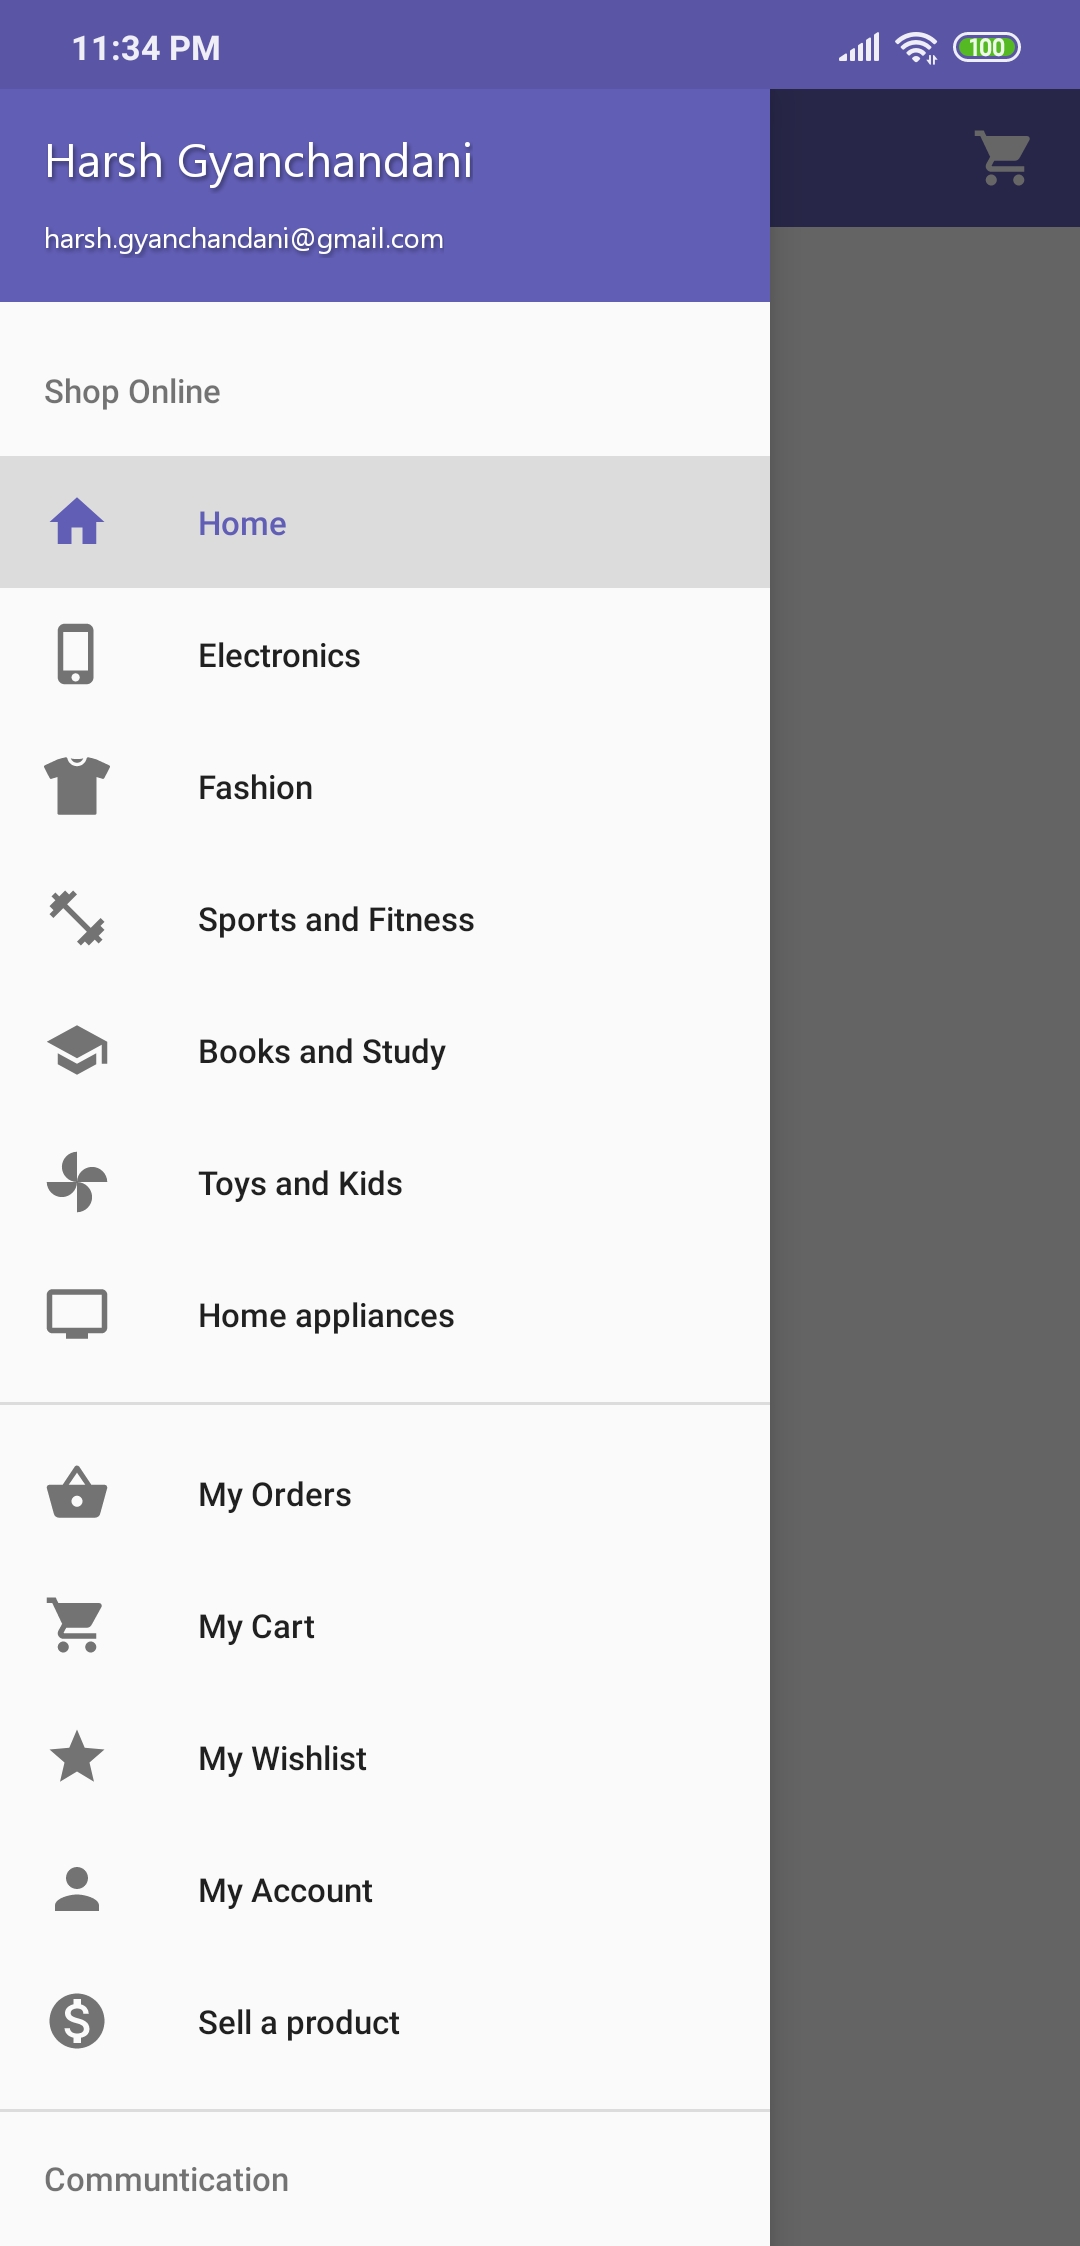 11:34 PM
100
Harsh Gyanchandani
harsh.gyanchandani@gmail.com
Shop Online
Home
Electronics
Fashion
Sports and Fitness
Books and Study
Toys and Kids
Home appliances
My Orders
My Cart
My Wishlist
My Account
Sell a product
Communtication